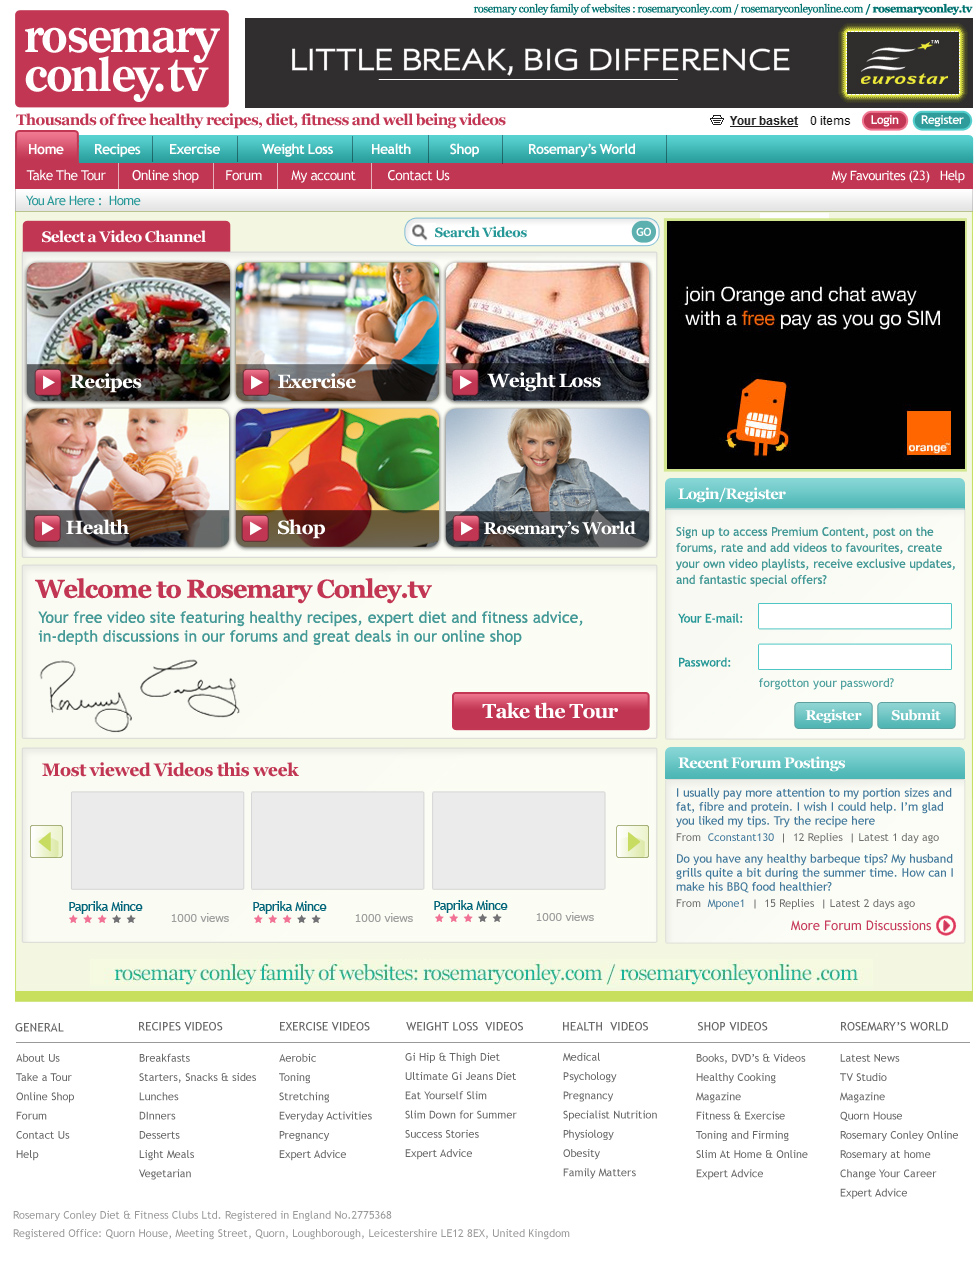 rosemary conley family of websites : rosemaryconley.com / rosemaryconleyonline.com / rosemaryconley.tv
rosemary
conley.tv
LITTLE BREAK, BIG DIFFERENCE
eurostar™
Thousands of free healthy recipes, diet, fitness and well being videos
Your basket 0 items Login Register
Home Recipes Exercise Weight Loss Health Shop Rosemary's World
Take The Tour Online shop Forum My account Contact Us My Favourites (23) Help
You Are Here : Home
Select a Video Channel
Search Videos GO
Recipes Exercise Weight Loss
Health Shop Rosemary's World
join Orange and chat away
with a free pay as you go SIM
orange™
Login/Register
Sign up to access Premium Content, post on the
forums, rate and add videos to favourites, create
your own video playlists, receive exclusive updates,
and fantastic special offers?
Your E-mail:
Password:
forgotton your password?
Register Submit
Welcome to Rosemary Conley.tv
Your free video site featuring healthy recipes, expert diet and fitness advice,
in-depth discussions in our forums and great deals in our online shop
Rosemary Conley
Take the Tour
Most viewed Videos this week
Paprika Mince 1000 views
Paprika Mince 1000 views
Paprika Mince 1000 views
Recent Forum Postings
I usually pay more attention to my portion sizes and
fat, fibre and protein. I wish I could help. I'm glad
you liked my tips. Try the recipe here
From Cconstant130 | 12 Replies | Latest 1 day ago
Do you have any healthy barbeque tips? My husband
grills quite a bit during the summer time. How can I
make his BBQ food healthier?
From Mpone1 | 15 Replies | Latest 2 days ago
More Forum Discussions
rosemary conley family of websites: rosemaryconley.com / rosemaryconleyonline .com
GENERAL
About Us
Take a Tour
Online Shop
Forum
Contact Us
Help
RECIPES VIDEOS
Breakfasts
Starters, Snacks & sides
Lunches
DInners
Desserts
Light Meals
Vegetarian
EXERCISE VIDEOS
Aerobic
Toning
Stretching
Everyday Activities
Pregnancy
Expert Advice
WEIGHT LOSS VIDEOS
Gi Hip & Thigh Diet
Ultimate Gi Jeans Diet
Eat Yourself Slim
Slim Down for Summer
Success Stories
Expert Advice
HEALTH VIDEOS
Medical
Psychology
Pregnancy
Specialist Nutrition
Physiology
Obesity
Family Matters
SHOP VIDEOS
Books, DVD's & Videos
Healthy Cooking
Magazine
Fitness & Exercise
Toning and Firming
Slim At Home & Online
Expert Advice
ROSEMARY'S WORLD
Latest News
TV Studio
Magazine
Quorn House
Rosemary Conley Online
Rosemary at home
Change Your Career
Expert Advice
Rosemary Conley Diet & Fitness Clubs Ltd. Registered in England No.2775368
Registered Office: Quorn House, Meeting Street, Quorn, Loughborough, Leicestershire LE12 8EX, United Kingdom